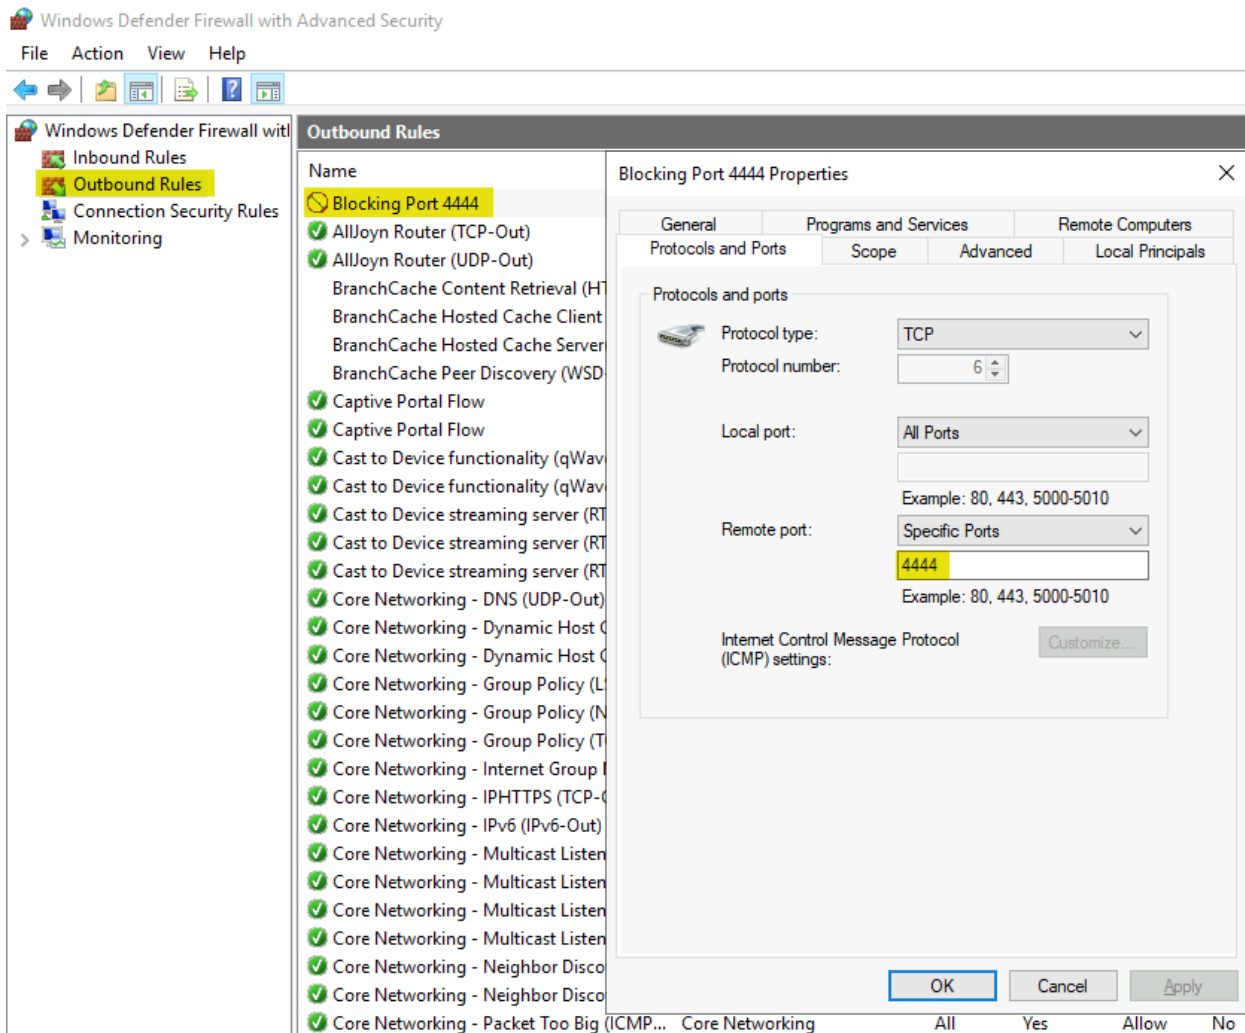 Windows Defender Firewall with Advanced Security
File Action View Help
Windows Defender Firewall witl
Inbound Rules
Outbound Rules
Connection Security Rules
Monitoring
Outbound Rules
Name
Blocking Port 4444
AllJoyn Router (TCP-Out)
AllJoyn Router (UDP-Out)
BranchCache Content Retrieval (HT
BranchCache Hosted Cache Client
BranchCache Hosted Cache Server
BranchCache Peer Discovery (WSD-
Captive Portal Flow
Captive Portal Flow
Cast to Device functionality (qWav
Cast to Device functionality (qWav
Cast to Device streaming server (RT
Cast to Device streaming server (RT
Cast to Device streaming server (RT
Core Networking - DNS (UDP-Out)
Core Networking - Dynamic Host C
Core Networking - Dynamic Host C
Core Networking - Group Policy (L
Core Networking - Group Policy (N
Core Networking - Group Policy (T
Core Networking - Internet Group
Core Networking - IPHTTPS (TCP-
Core Networking - IPv6 (IPv6-Out)
Core Networking - Multicast Listen
Core Networking - Multicast Listen
Core Networking - Multicast Listen
Core Networking - Multicast Listen
Core Networking - Neighbor Disco
Core Networking - Neighbor Disco
Core Networking - Packet Too Big (ICMP... Core Networking All Yes Allow No
Blocking Port 4444 Properties
General Programs and Services Remote Computers
Protocols and Ports Scope Advanced Local Principals
Protocols and ports
Protocol type: TCP
Protocol number: 6
Local port: All Ports
Example: 80, 443, 5000-5010
Remote port: Specific Ports
4444
Example: 80, 443, 5000-5010
Internet Control Message Protocol
(ICMP) settings:
Customize...
OK Cancel Apply